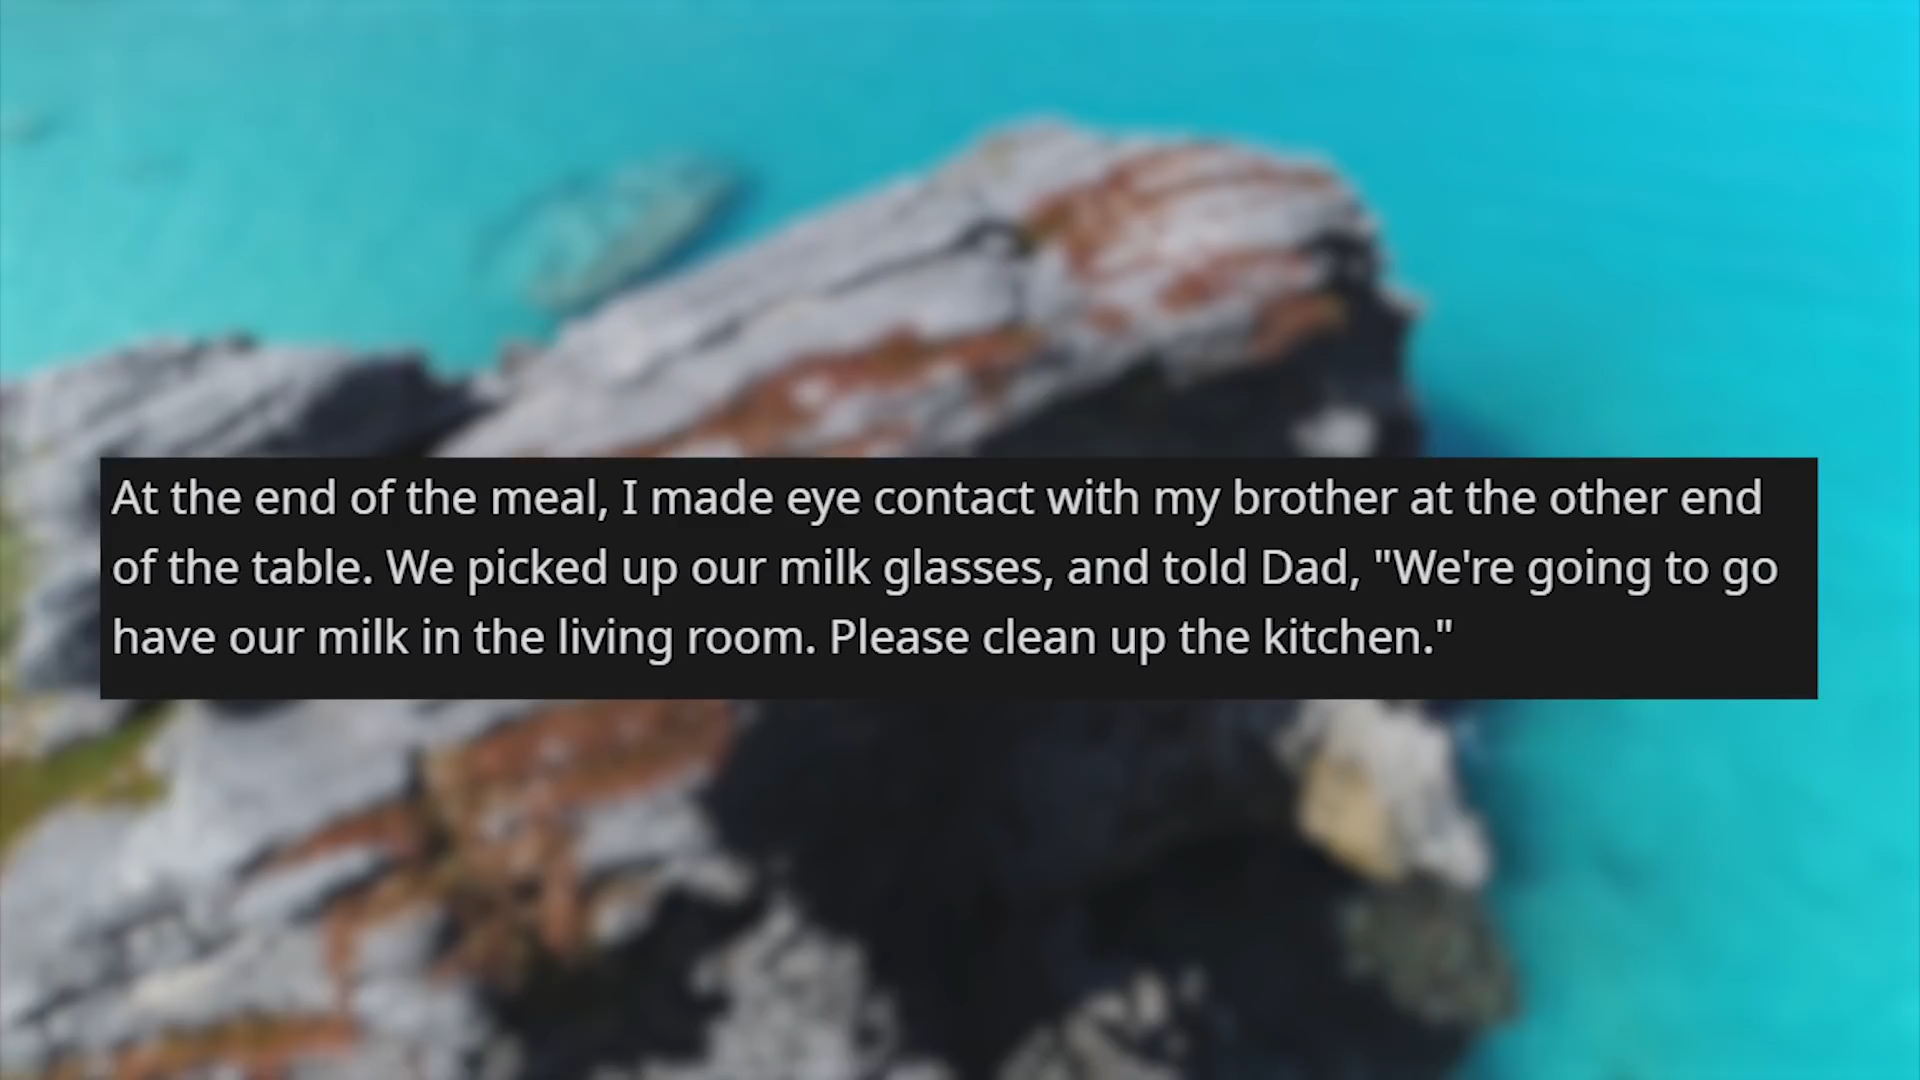 At the end of the meal, I made eye contact with my brother at the other end
of the table. We picked up our milk glasses, and told Dad, "We're going to go
have our milk in the living room. Please clean up the kitchen."